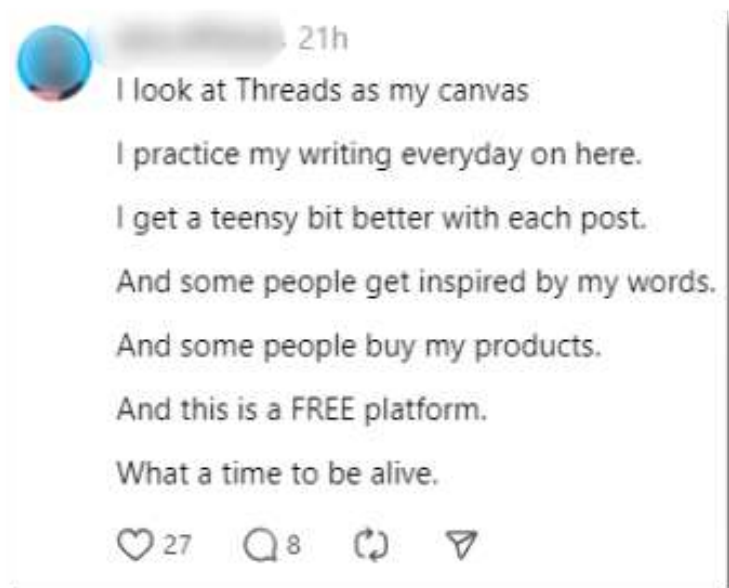 21h
I look at Threads as my canvas
I practice my writing everyday on here.
I get a teensy bit better with each post.
And some people get inspired by my words.
And some people buy my products.
And this is a FREE platform.
What a time to be alive.
27 8